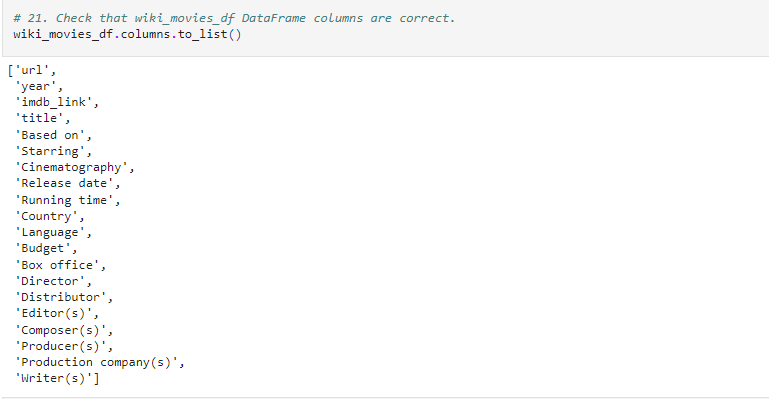 # 21. Check that wiki_movies_df DataFrame columns are correct.
wiki_movies_df.columns.to_list()
['url',
'year',
'imdb_link',
'title',
'Based on',
'Starring',
'Cinematography',
'Release date',
'Running time',
'Country',
'Language',
'Budget',
'Box office',
'Director',
'Distributor',
'Editor(s)',
'Composer(s)',
'Producer(s)',
'Production company(s)',
'Writer(s)']